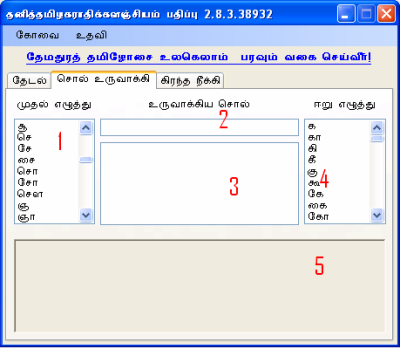 தனித்தமிழகராதிக்களஞ்சியம் பதிப்பு 2.8.3.38932
கோவை உதவி
தேமதுரத் தமிழோசை உலகெலாம் பரவும் வகை செய்வீர்!
தேடல் சொல் உருவாக்கி கிரந்த நீக்கி
முதல் எழுத்து உருவாக்கிய சொல் ஈறு எழுத்து
சூ
செ
சே
சை
சொ
சோ
சௌ
ஞ
ஞா
1
2
3
க
கா
கி
கீ
கு
கூ
கே
கை
கோ
4
5